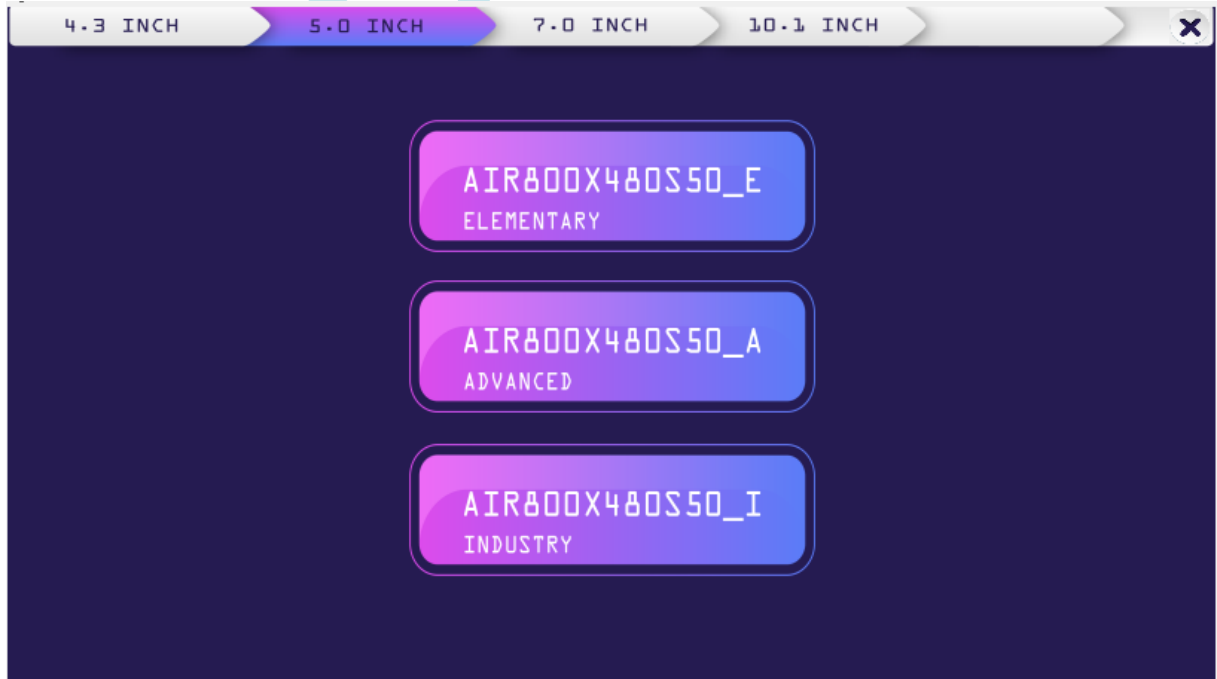 4.3 INCH
5.0 INCH
7.0 INCH
10.1 INCH
AIR800X480S50_E
ELEMENTARY
AIR800X480S50_A
ADVANCED
AIR800X480S50_I
INDUSTRY